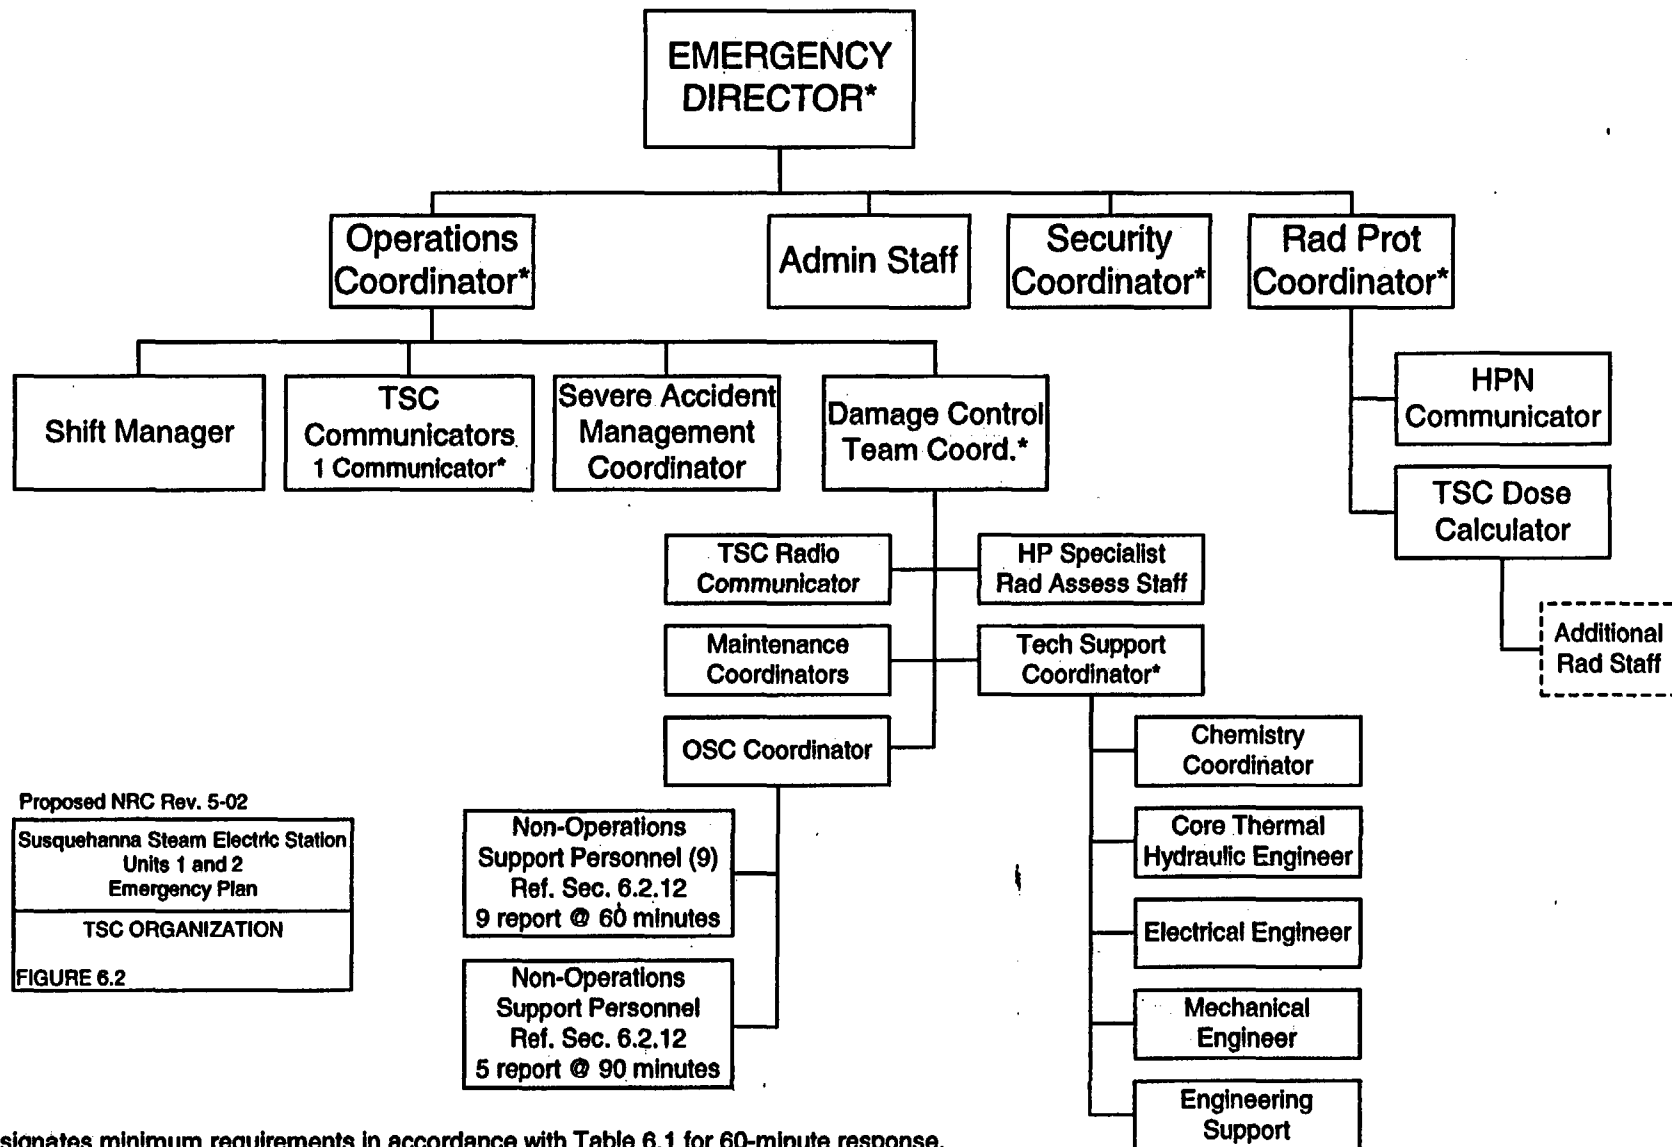 EMERGENCY
DIRECTOR*
Operations
Coordinator*
Admin Staff
Security
Coordinator*
Rad Prot
Coordinator*
Shift Manager
TSC
Communicators
1 Communicator*
Severe Accident
Management
Coordinator
Damage Control
Team Coord.*
HPN
Communicator
TSC Dose
Calculator
Additional
Rad Staff
TSC Radio
Communicator
HP Specialist
Rad Assess Staff
Maintenance
Coordinators
Tech Support
Coordinator*
OSC Coordinator
Chemistry
Coordinator
Core Thermal
Hydraulic Engineer
Electrical Engineer
Mechanical
Engineer
Engineering
Support
Non-Operations
Support Personnel (9)
Ref. Sec. 6.2.12
9 report @ 60 minutes
Non-Operations
Support Personnel
Ref. Sec. 6.2.12
5 report @ 90 minutes
Proposed NRC Rev. 5-02
Susquehanna Steam Electric Station
Units 1 and 2
Emergency Plan
TSC ORGANIZATION
FIGURE 6.2
signates minimum requirements in accordance with Table 6.1 for 60-minute response.